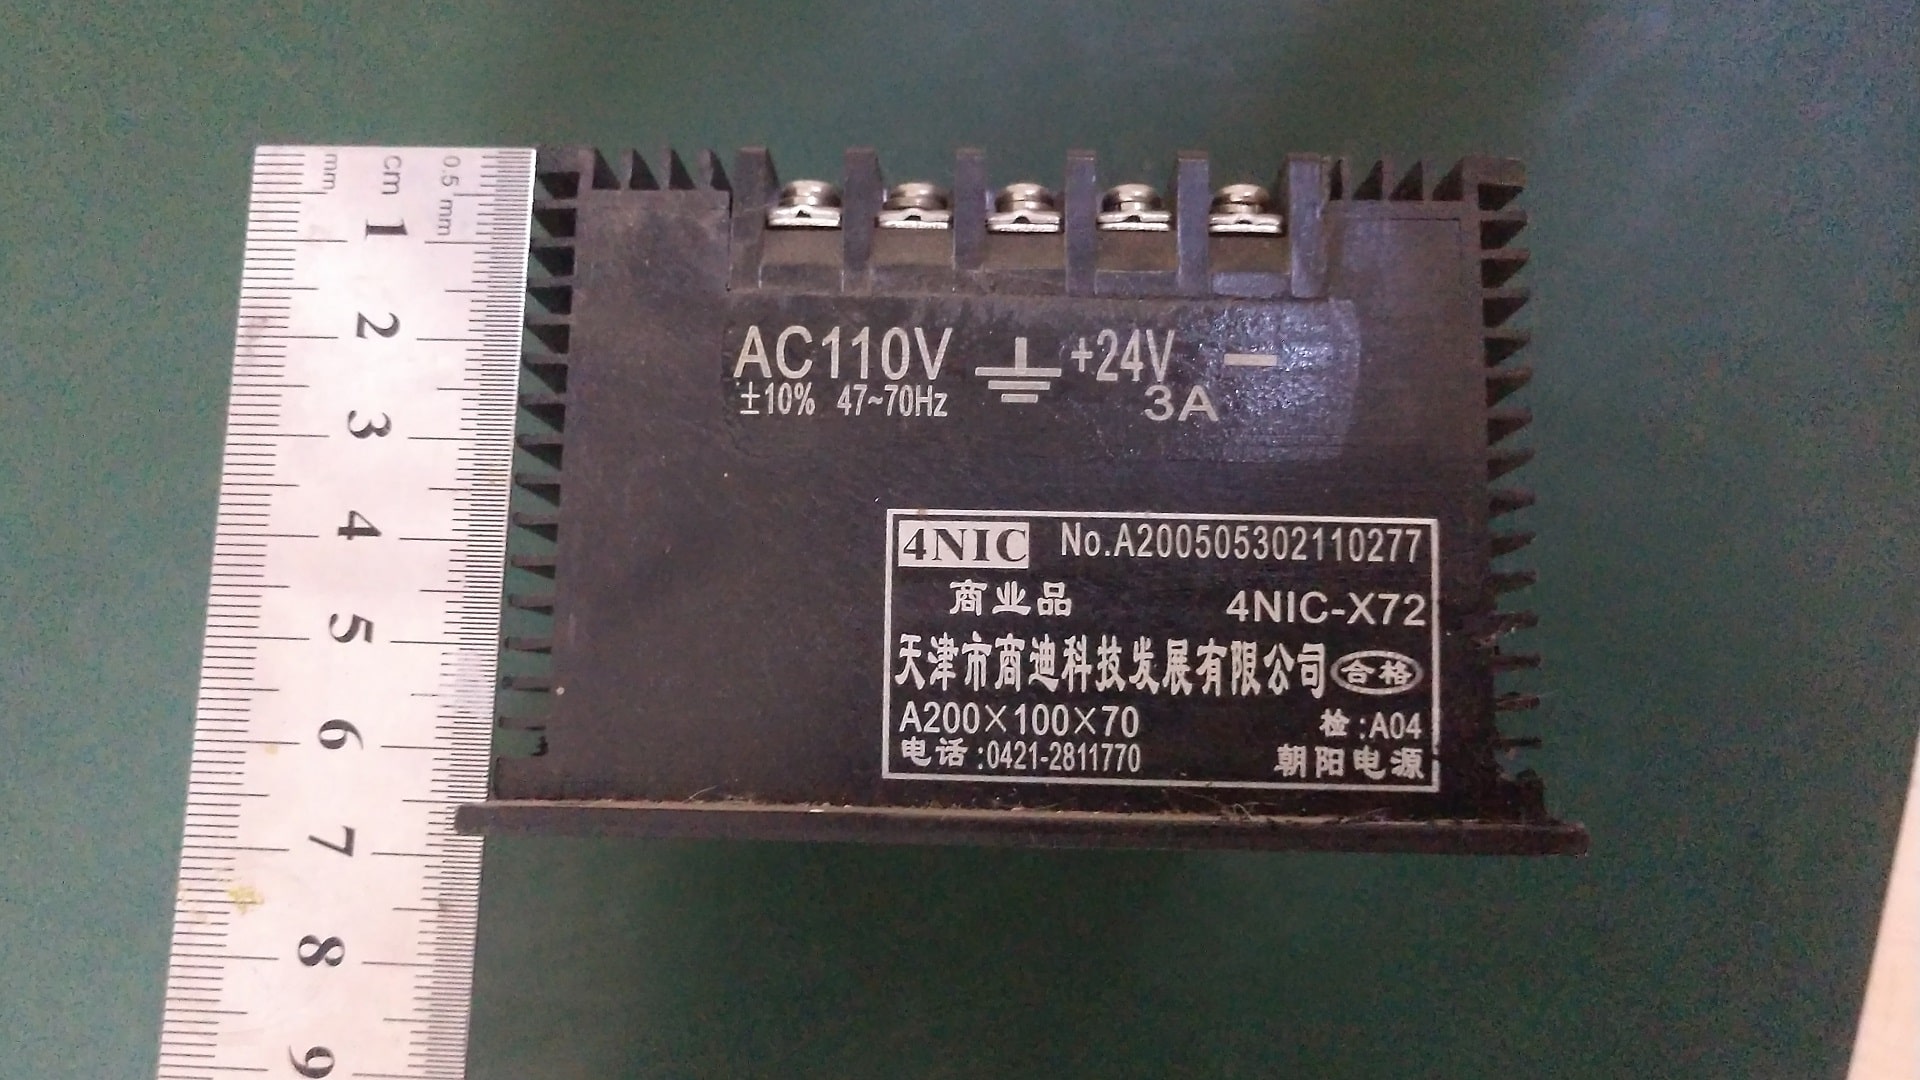 0.5 mm
cm
mm
1
2
3
4
5
6
7
8
9
AC110V +24V −
±10% 47~70Hz 3A
4NIC No.A200505302110277
商业品 4NIC-X72
天津市商迪科技发展有限公司 合格
A200×100×70 检:A04
电话:0421-2811770 朝阳电源